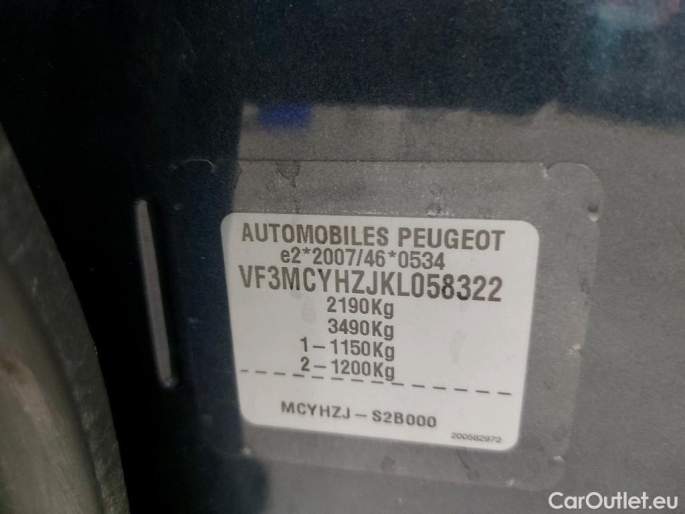 AUTOMOBILES PEUGEOT
e2*2007/46*0534
VF3MCYHZJKL058322
2190Kg
3490Kg
1-1150Kg
2-1200Kg
MCYHZJ-S2B000
200582972
CarOutlet.eu